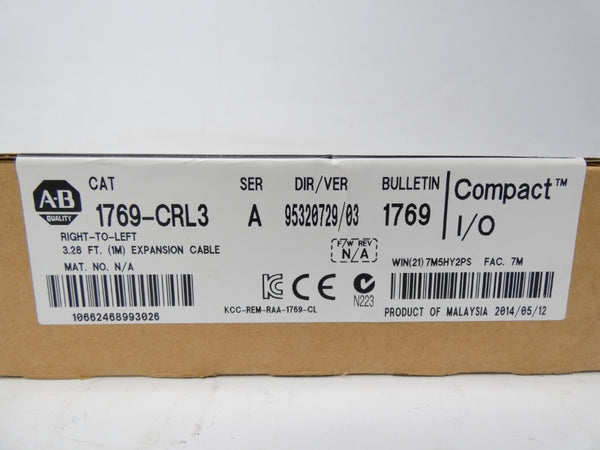 A-B
QUALITY
CAT
1769-CRL3
RIGHT-TO-LEFT
3.28 FT. (1M) EXPANSION CABLE
MAT. NO. N/A
10662468993026
SER
A
DIR/VER
95320729/03
BULLETIN
1769
Compact™
I/O
F/W REV
N/A
KC CE N223
KCC-REM-RAA-1769-CL
WIN(21)7M5HY2PS FAC. 7M
PRODUCT OF MALAYSIA 2014/05/12